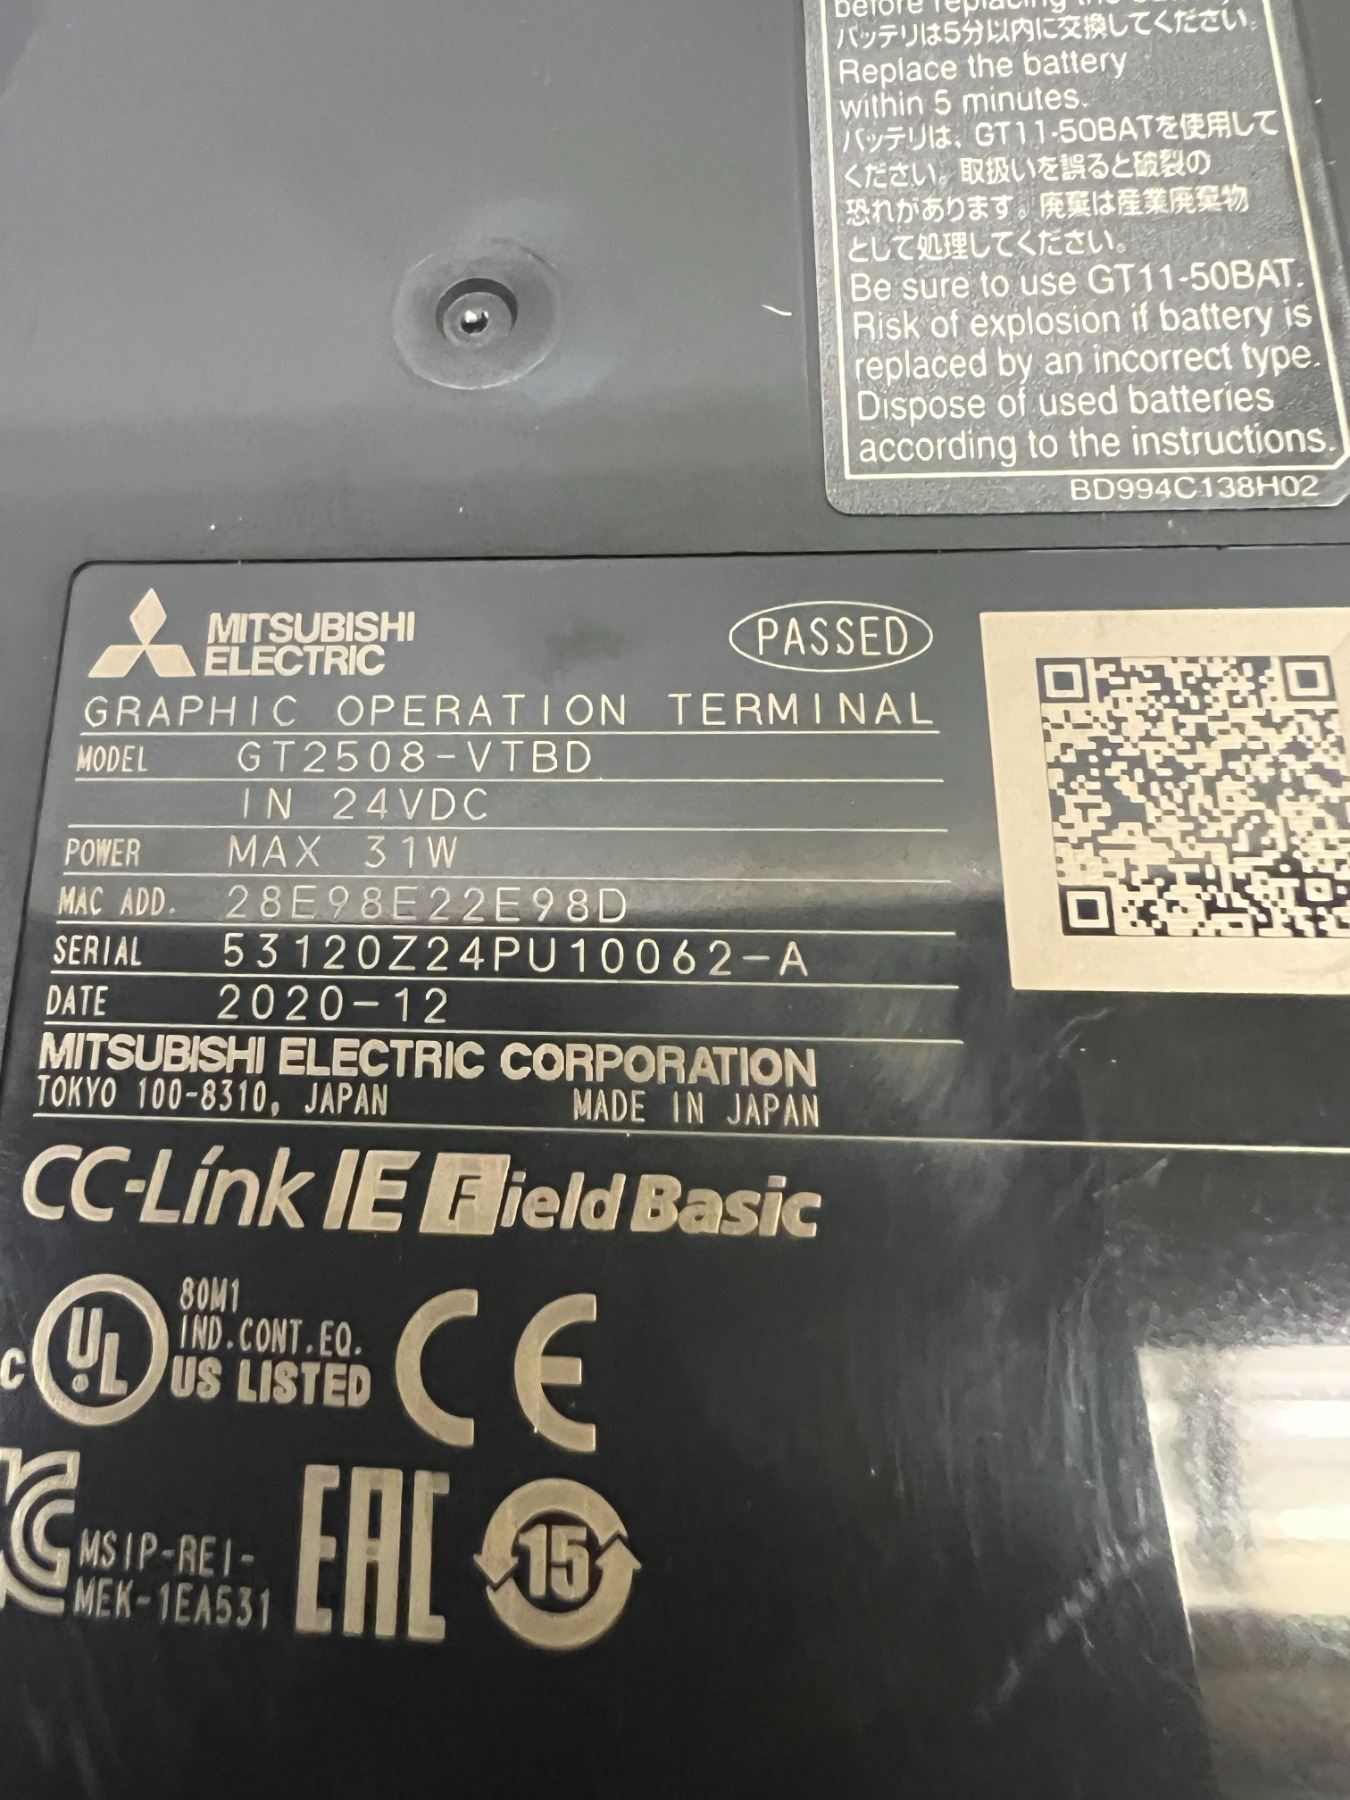 before replacing the battery.
バッテリは5分以内に交換してください。
Replace the battery
within 5 minutes.
バッテリは、GT11-50BATを使用して
ください。取扱いを誤ると破裂の
恐れがあります。廃棄は産業廃棄物
として処理してください。
Be sure to use GT11-50BAT.
Risk of explosion if battery is
replaced by an incorrect type.
Dispose of used batteries
according to the instructions.
BD994C138H02
MITSUBISHI
ELECTRIC
PASSED
GRAPHIC OPERATION TERMINAL
MODEL GT2508-VTBD
IN 24VDC
POWER MAX 31W
MAC ADD. 28E98E22E98D
SERIAL 53120Z24PU10062-A
DATE 2020-12
MITSUBISHI ELECTRIC CORPORATION
TOKYO 100-8310, JAPAN MADE IN JAPAN
CC-Link IE Field Basic
C UL
80M1
IND.CONT.EQ.
US LISTED
CE
MSIP-REI-
MEK-1EA531
EAC
15